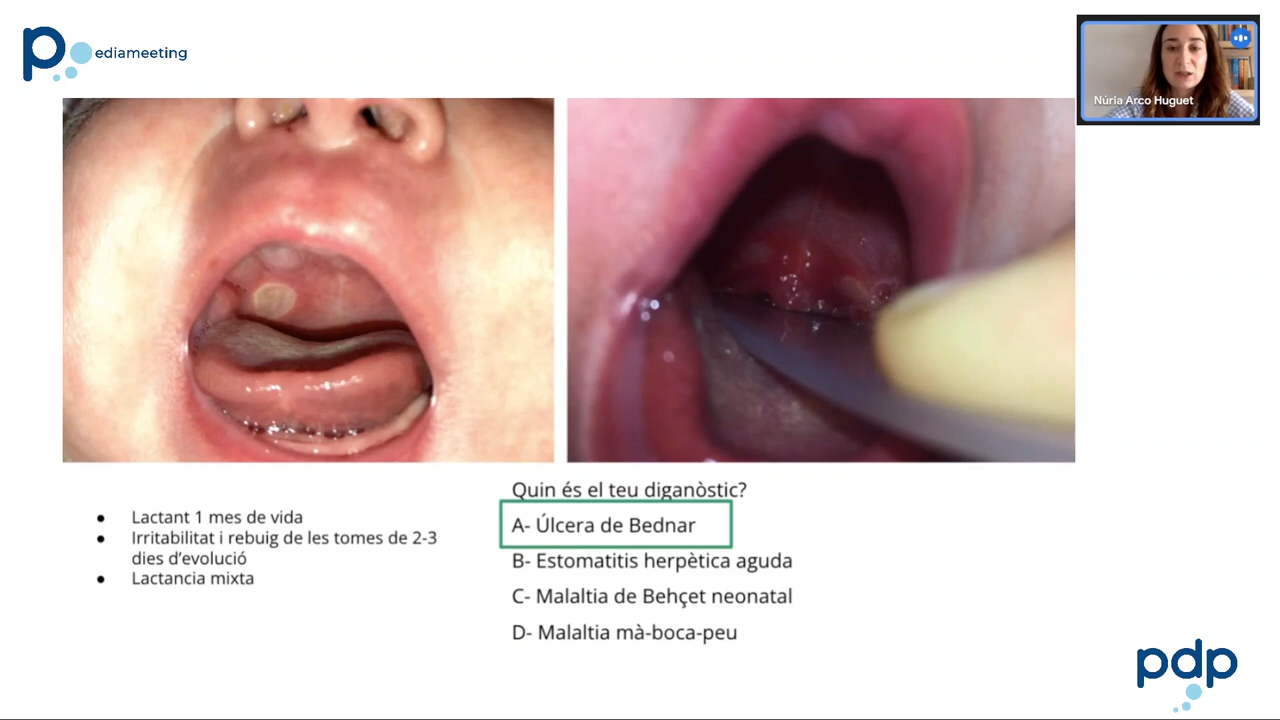 pediameeting
Núria Arco Huguet
Lactant 1 mes de vida
Irritabilitat i rebuig de les tomes de 2-3
dies d'evolució
Lactancia mixta
Quin és el teu diganòstic?
A- Úlcera de Bednar
B- Estomatitis herpètica aguda
C- Malaltia de Behçet neonatal
D- Malaltia mà-boca-peu
pdp